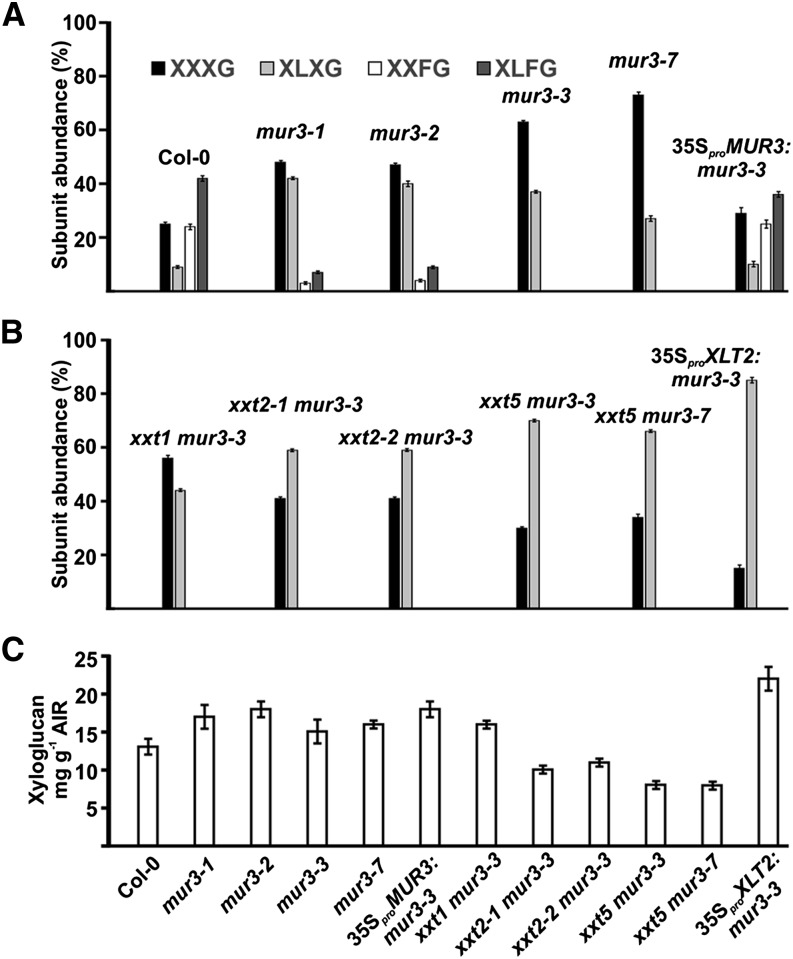 A
Subunit abundance (%)
100
80
60
40
20
XXXG XLXG XXFG XLFG
Col-0
mur3-1
mur3-2
mur3-3
mur3-7
35SproMUR3:
mur3-3
B
Subunit abundance (%)
100
80
60
40
20
xxt1 mur3-3
xxt2-1 mur3-3
xxt2-2 mur3-3
xxt5 mur3-3
xxt5 mur3-7
35SproXLT2:
mur3-3
C
Xyloglucan
mg g-1 AIR
25
20
15
10
5
Col-0
mur3-1
mur3-2
mur3-3
mur3-7
35SproMUR3:
mur3-3
xxt1 mur3-3
xxt2-1 mur3-3
xxt2-2 mur3-3
xxt5 mur3-3
xxt5 mur3-7
35SproXLT2:
mur3-3